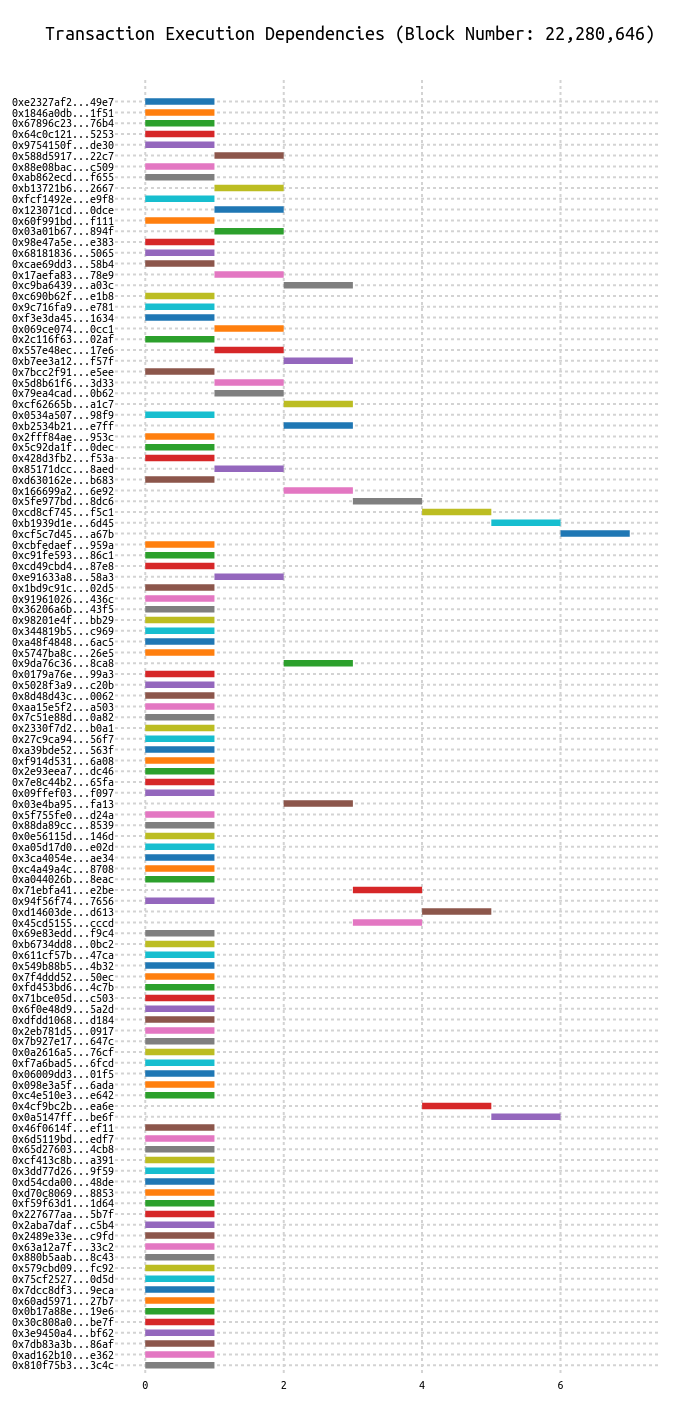 Transaction Execution Dependencies (Block Number: 22,280,646)
0xe2327af2...49e7
0x1846a0db...1f51
0x67896c23...76b4
0x64c0c121...5253
0x9754150f...de30
0x588d5917...22c7
0x88e08bac...c509
0xab862ecd...f655
0xb13721b6...2667
0xfcf1492e...e9f8
0x123071cd...0dce
0x60f991bd...f111
0x03a01b67...894f
0x98e47a5e...e383
0x68181836...5065
0xcae69dd3...58b4
0x17aefa83...78e9
0xc9ba6439...a03c
0xc690b62f...e1b8
0x9c716fa9...e781
0xf3e3da45...1634
0x069ce074...0cc1
0x2c116f63...02af
0x557e48ec...17e6
0xb7ee3a12...f57f
0x7bcc2f91...e5ee
0x5d8b61f6...3d33
0x79ea4cad...0b62
0xcf62665b...a1c7
0x0534a507...98f9
0xb2534b21...e7ff
0x2fff84ae...953c
0x5c92da1f...0dec
0x428d3fb2...f53a
0x85171dcc...8aed
0xd630162e...b683
0x166699a2...6e92
0x5fe977bd...8dc6
0xcd8cf745...f5c1
0xb1939d1e...6d45
0xcf5c7d45...a67b
0xcbfedaef...959a
0xc91fe593...86c1
0xcd49cbd4...87e8
0xe91633a8...58a3
0x1bd9c91c...02d5
0x91961026...436c
0x36206a6b...43f5
0x98201e4f...bb29
0x344819b5...c969
0xa48f4848...6ac5
0x5747ba8c...26e5
0x9da76c36...8ca8
0x0179a76e...99a3
0x5028f3a9...c20b
0x8d48d43c...0062
0xaa15e5f2...a503
0x7c51e88d...0a82
0x2330f7d2...b0a1
0x27c9ca94...56f7
0xa39bde52...563f
0xf914d531...6a08
0x2e93eea7...dc46
0x7e8c44b2...65fa
0x09ffef03...f097
0x03e4ba95...fa13
0x5f755fe0...d24a
0x88da89cc...8539
0x0e56115d...146d
0xa05d17d0...e02d
0x3ca4054e...ae34
0xc4a49a4c...8708
0xa044026b...8eac
0x71ebfa41...e2be
0x94f56f74...7656
0xd14603de...d613
0x45cd5155...cccd
0x69e83edd...f9c4
0xb6734dd8...0bc2
0x611cf57b...47ca
0x549b88b5...4b32
0x7f4ddd52...50ec
0xfd453bd6...4c7b
0x71bce05d...c503
0x6f0e48d9...5a2d
0xdfdd1068...d184
0x2eb781d5...0917
0x7b927e17...647c
0x0a2616a5...76cf
0xf7a6bad5...6fcd
0x06009dd3...01f5
0x098e3a5f...6ada
0xc4e510e3...e642
0x4cf9bc2b...ea6e
0x0a5147ff...be6f
0x46f0614f...ef11
0x6d5119bd...edf7
0x65d27603...4cb8
0xcf413c8b...a391
0x3dd77d26...9f59
0xd54cda00...48de
0xd70c8069...8853
0xf59f63d1...1d64
0x227677aa...5b7f
0x2aba7daf...c5b4
0x2489e33e...c9fd
0x63a12a7f...33c2
0x880b5aab...8c43
0x579cbd09...fc92
0x75cf2527...0d5d
0x7dcc8df3...9eca
0x60ad5971...27b7
0x0b17a88e...19e6
0x30c808a0...be7f
0x3e9450a4...bf62
0x7db83a3b...86af
0xad162b10...e362
0x810f75b3...3c4c
0 2 4 6